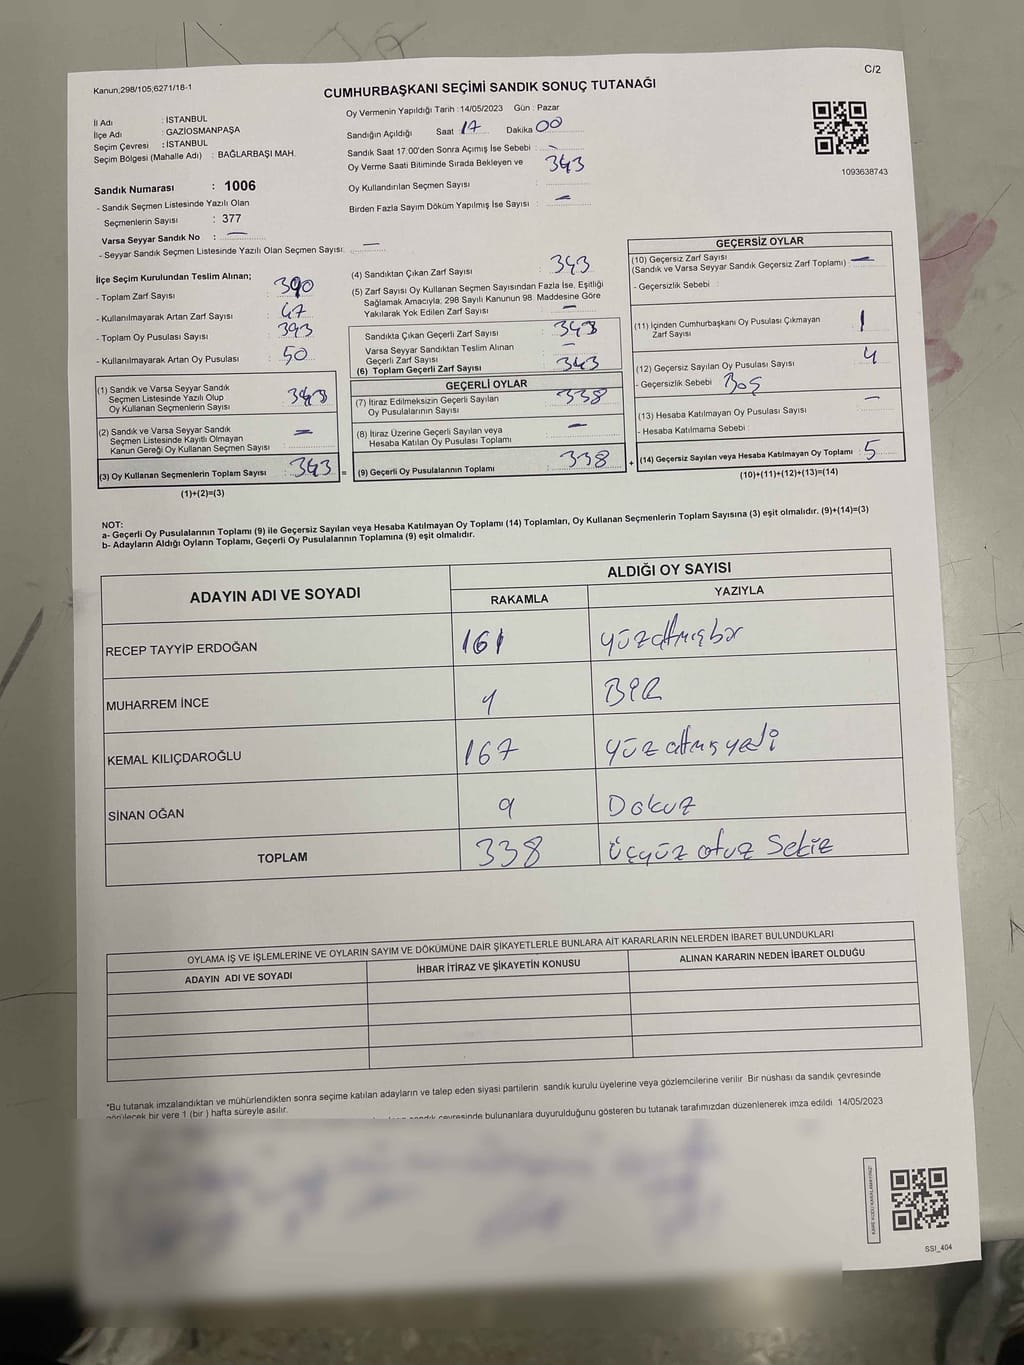 C/2
Kanun;298/105;6271/18-1
CUMHURBAŞKANI SEÇİMİ SANDIK SONUÇ TUTANAĞI
İl Adı : İSTANBUL
İlçe Adı : GAZİOSMANPAŞA
Seçim Çevresi : İSTANBUL
Seçim Bölgesi (Mahalle Adı) : BAĞLARBAŞI MAH.
Oy Vermenin Yapıldığı Tarih : 14/05/2023 Gün : Pazar
Sandığın Açıldığı Saat 17 Dakika 00
Sandık Saat 17.00'den Sonra Açımış İse Sebebi : -
Oy Verme Saati Bitiminde Sırada Bekleyen ve 343
Oy Kullandırılan Seçmen Sayısı :
Birden Fazla Sayım Döküm Yapılmış İse Sayısı : -
1093638743
Sandık Numarası : 1006
- Sandık Seçmen Listesinde Yazılı Olan
Seçmenlerin Sayısı : 377
Varsa Seyyar Sandık No : -
- Seyyar Sandık Seçmen Listesinde Yazılı Olan Seçmen Sayısı: -
İlçe Seçim Kurulundan Teslim Alınan;
- Toplam Zarf Sayısı : 390
- Kullanılmayarak Artan Zarf Sayısı : 47
- Toplam Oy Pusulası Sayısı : 393
- Kullanılmayarak Artan Oy Pusulası : 50
(1) Sandık ve Varsa Seyyar Sandık
Seçmen Listesinde Yazılı Olup
Oy Kullanan Seçmenlerin Sayısı : 343
(2) Sandık ve Varsa Seyyar Sandık
Seçmen Listesinde Kayıtlı Olmayan
Kanun Gereği Oy Kullanan Seçmen Sayısı : -
(3) Oy Kullanan Seçmenlerin Toplam Sayısı : 343 =
(1)+(2)=(3)
(4) Sandıktan Çıkan Zarf Sayısı : 343
(5) Zarf Sayısı Oy Kullanan Seçmen Sayısından Fazla İse, Eşitliği
Sağlamak Amacıyla; 298 Sayılı Kanunun 98. Maddesine Göre
Yakılarak Yok Edilen Zarf Sayısı : -
Sandıkta Çıkan Geçerli Zarf Sayısı : 343
Varsa Seyyar Sandıktan Teslim Alınan
Geçerli Zarf Sayısı : -
(6) Toplam Geçerli Zarf Sayısı : 343
GEÇERLİ OYLAR
(7) İtiraz Edilmeksizin Geçerli Sayılan
Oy Pusulalarının Sayısı : 338
(8) İtiraz Üzerine Geçerli Sayılan veya
Hesaba Katılan Oy Pusulası Toplamı : -
(9) Geçerli Oy Pusulalarının Toplamı : 338 +
GEÇERSİZ OYLAR
(10) Geçersiz Zarf Sayısı
(Sandık ve Varsa Seyyar Sandık Geçersiz Zarf Toplamı) : -
- Geçersizlik Sebebi :
(11) İçinden Cumhurbaşkanı Oy Pusulası Çıkmayan
Zarf Sayısı : 1
(12) Geçersiz Sayılan Oy Pusulası Sayısı : 4
- Geçersizlik Sebebi : Boş
(13) Hesaba Katılmayan Oy Pusulası Sayısı : -
- Hesaba Katılmama Sebebi :
(14) Geçersiz Sayılan veya Hesaba Katılmayan Oy Toplamı : 5
(10)+(11)+(12)+(13)=(14)
NOT:
a- Geçerli Oy Pusulalarının Toplamı (9) ile Geçersiz Sayılan veya Hesaba Katılmayan Oy Toplamı (14) Toplamları, Oy Kullanan Seçmenlerin Toplam Sayısına (3) eşit olmalıdır. (9)+(14)=(3)
b- Adayların Aldığı Oyların Toplamı, Geçerli Oy Pusulalarının Toplamına (9) eşit olmalıdır.
ADAYIN ADI VE SOYADI ALDIĞI OY SAYISI
RAKAMLA YAZIYLA
RECEP TAYYİP ERDOĞAN 161 yüzatmışbir
MUHARREM İNCE 1 BİR
KEMAL KILIÇDAROĞLU 167 yüzatmışyedi
SİNAN OĞAN 9 Dokuz
TOPLAM 338 üçyüz otuz Sekiz
OYLAMA İŞ VE İŞLEMLERİNE VE OYLARIN SAYIM VE DÖKÜMÜNE DAİR ŞİKAYETLERLE BUNLARA AİT KARARLARIN NELERDEN İBARET BULUNDUKLARI
ADAYIN ADI VE SOYADI İHBAR İTİRAZ VE ŞİKAYETİN KONUSU ALINAN KARARIN NEDEN İBARET OLDUĞU
*Bu tutanak imzalandıktan ve mühürlendikten sonra seçime katılan adayların ve talep eden siyasi partilerin sandık kurulu üyelerine veya gözlemcilerine verilir. Bir nüshası da sandık çevresinde
görülecek bir yere 1 (bir) hafta süreyle asılır.
sandık çevresinde bulunanlara duyurulduğunu gösteren bu tutanak tarafımızdan düzenlenerek imza edildi. 14/05/2023
KARE KODU KARALAMAYINIZ!
SSI_404